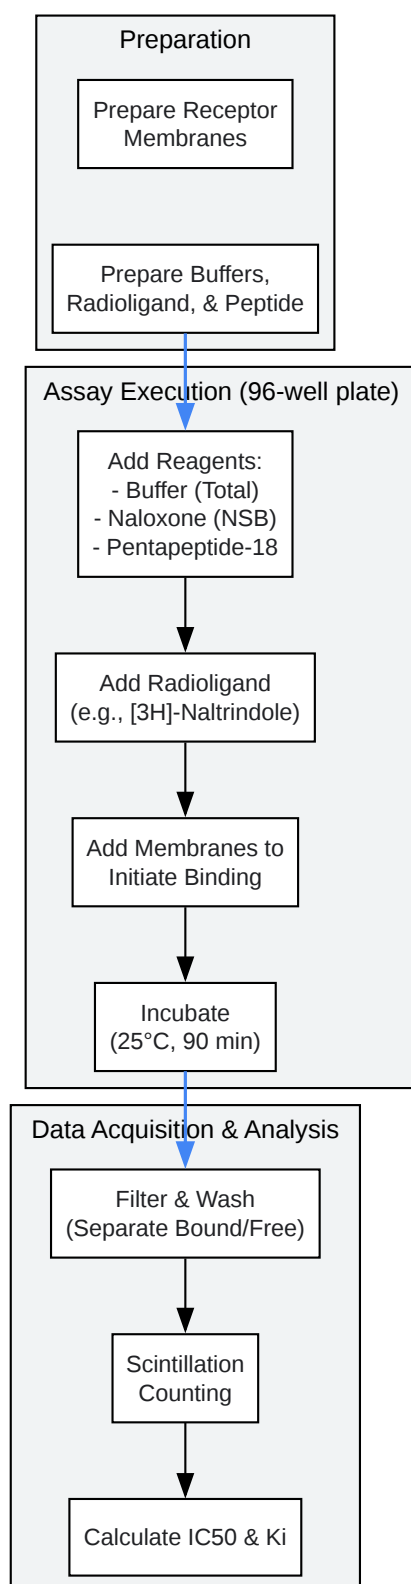 Preparation
Prepare Receptor
Membranes
Prepare Buffers,
Radioligand, & Peptide
Assay Execution (96-well plate)
Add Reagents:
- Buffer (Total)
- Naloxone (NSB)
- Pentapeptide-18
Add Radioligand
(e.g., [3H]-Naltrindole)
Add Membranes to
Initiate Binding
Incubate
(25°C, 90 min)
Data Acquisition & Analysis
Filter & Wash
(Separate Bound/Free)
Scintillation
Counting
Calculate IC50 & Ki